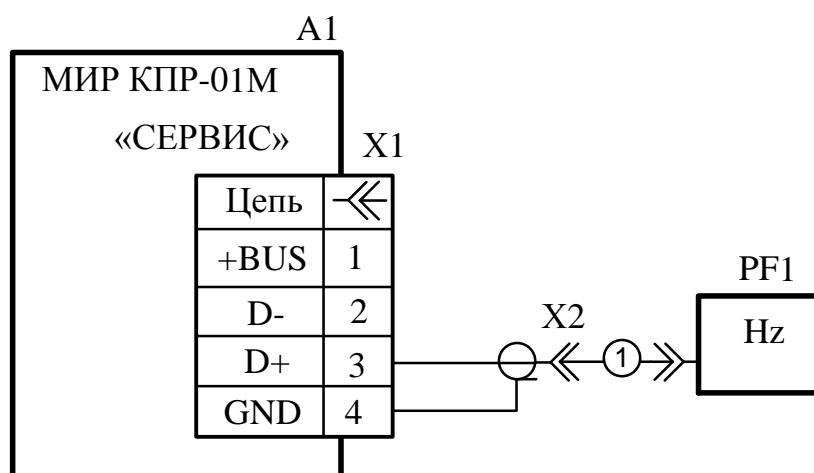 A1
МИР КПР-01М
«СЕРВИС»
X1
Цепь
+BUS 1
D- 2
D+ 3
GND 4
X2
1
PF1
Hz